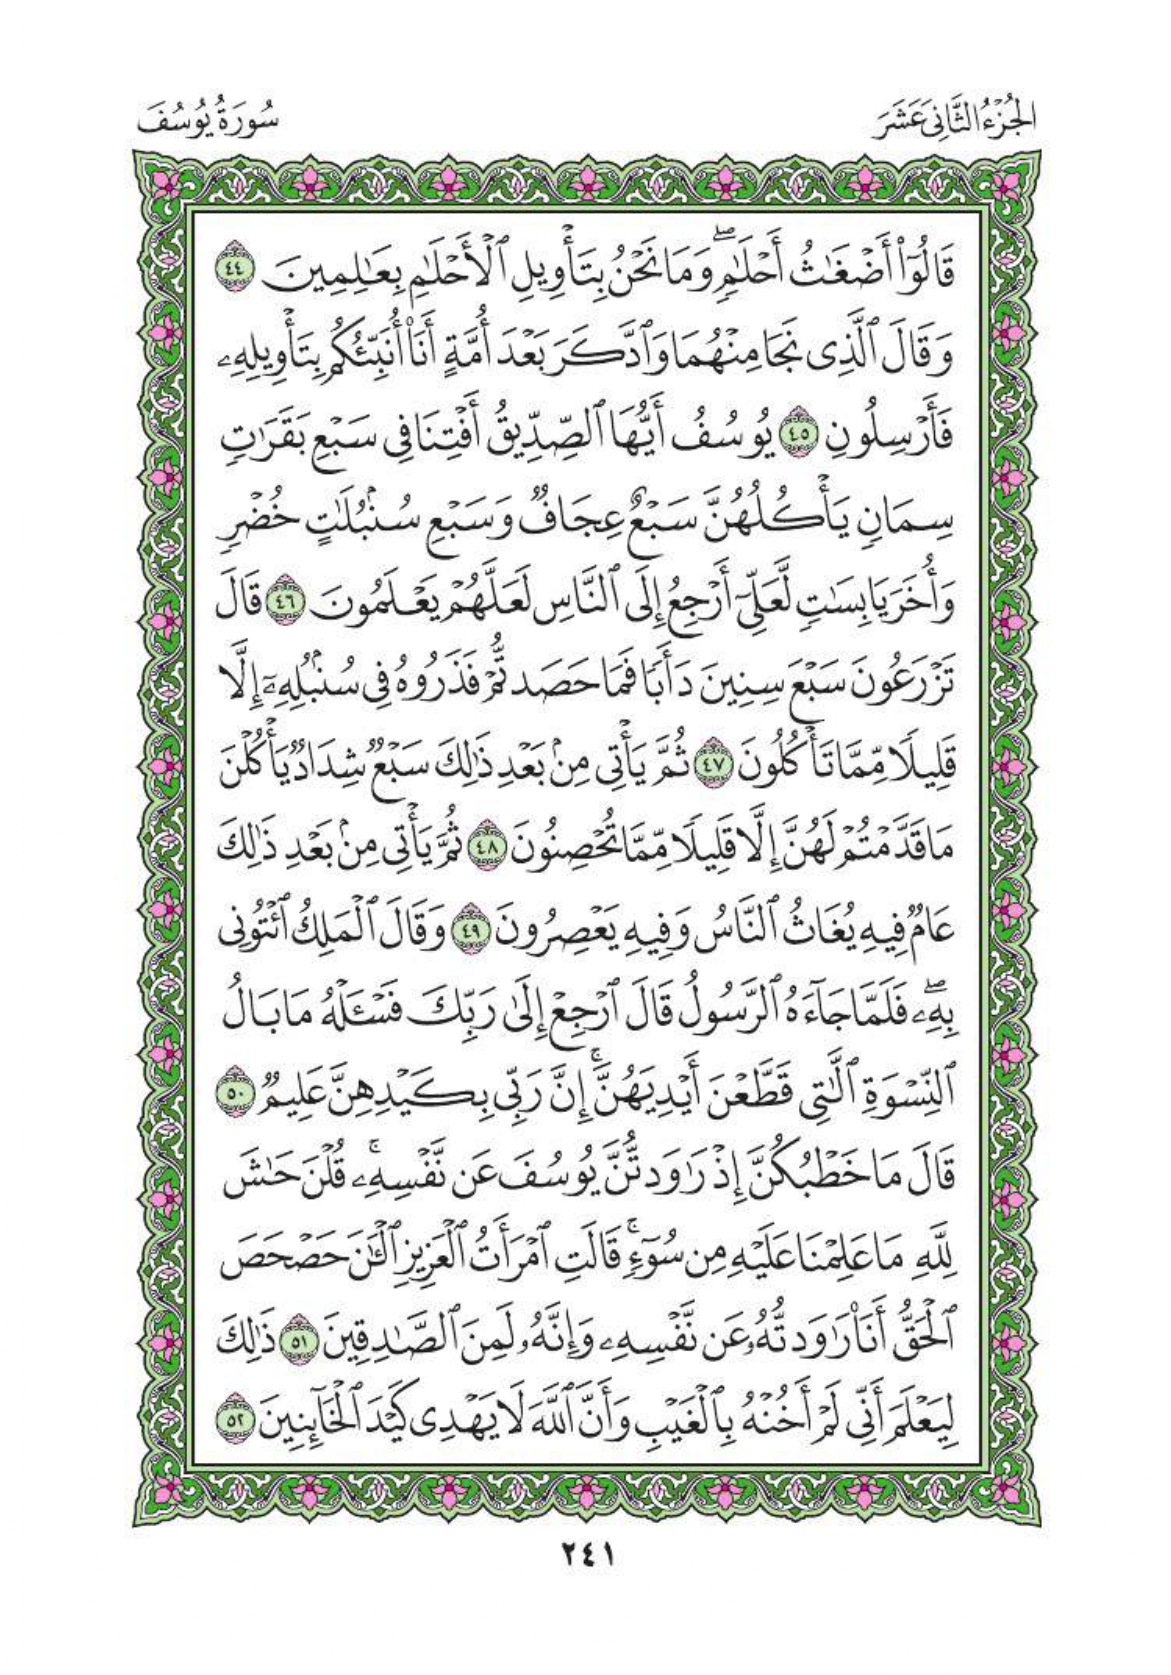 الجُزْءُ الثَّانِي عَشَرَ
سُورَةُ يُوسُفَ
قَالُوٓا۟ أَضْغَـٰثُ أَحْلَـٰمٍۖ وَمَا نَحْنُ بِتَأْوِيلِ ٱلْأَحْلَـٰمِ بِعَـٰلِمِينَ ٤٤
وَقَالَ ٱلَّذِى نَجَا مِنْهُمَا وَٱدَّكَرَ بَعْدَ أُمَّةٍ أَنَا۠ أُنَبِّئُكُم بِتَأْوِيلِهِۦ
فَأَرْسِلُونِ ٤٥ يُوسُفُ أَيُّهَا ٱلصِّدِّيقُ أَفْتِنَا فِى سَبْعِ بَقَرَٰتٍ
سِمَانٍ يَأْكُلُهُنَّ سَبْعٌ عِجَافٌ وَسَبْعِ سُنۢبُلَـٰتٍ خُضْرٍ
وَأُخَرَ يَابِسَـٰتٍ لَّعَلِّىٓ أَرْجِعُ إِلَى ٱلنَّاسِ لَعَلَّهُمْ يَعْلَمُونَ ٤٦ قَالَ
تَزْرَعُونَ سَبْعَ سِنِينَ دَأَبًا فَمَا حَصَدتُّمْ فَذَرُوهُ فِى سُنۢبُلِهِۦٓ إِلَّا
قَلِيلًا مِّمَّا تَأْكُلُونَ ٤٧ ثُمَّ يَأْتِى مِنۢ بَعْدِ ذَٰلِكَ سَبْعٌ شِدَادٌ يَأْكُلْنَ
مَا قَدَّمْتُمْ لَهُنَّ إِلَّا قَلِيلًا مِّمَّا تُحْصِنُونَ ٤٨ ثُمَّ يَأْتِى مِنۢ بَعْدِ ذَٰلِكَ
عَامٌ فِيهِ يُغَاثُ ٱلنَّاسُ وَفِيهِ يَعْصِرُونَ ٤٩ وَقَالَ ٱلْمَلِكُ ٱئْتُونِى
بِهِۦۖ فَلَمَّا جَآءَهُ ٱلرَّسُولُ قَالَ ٱرْجِعْ إِلَىٰ رَبِّكَ فَسْـَٔلْهُ مَا بَالُ
ٱلنِّسْوَةِ ٱلَّـٰتِى قَطَّعْنَ أَيْدِيَهُنَّۚ إِنَّ رَبِّى بِكَيْدِهِنَّ عَلِيمٌ ٥٠
قَالَ مَا خَطْبُكُنَّ إِذْ رَٰوَدتُّنَّ يُوسُفَ عَن نَّفْسِهِۦۚ قُلْنَ حَـٰشَ
لِلَّهِ مَا عَلِمْنَا عَلَيْهِ مِن سُوٓءٍۚ قَالَتِ ٱمْرَأَتُ ٱلْعَزِيزِ ٱلْـَٔـٰنَ حَصْحَصَ
ٱلْحَقُّ أَنَا۠ رَٰوَدتُّهُۥ عَن نَّفْسِهِۦ وَإِنَّهُۥ لَمِنَ ٱلصَّـٰدِقِينَ ٥١ ذَٰلِكَ
لِيَعْلَمَ أَنِّى لَمْ أَخُنْهُ بِٱلْغَيْبِ وَأَنَّ ٱللَّهَ لَا يَهْدِى كَيْدَ ٱلْخَآئِنِينَ ٥٢
٢٤١